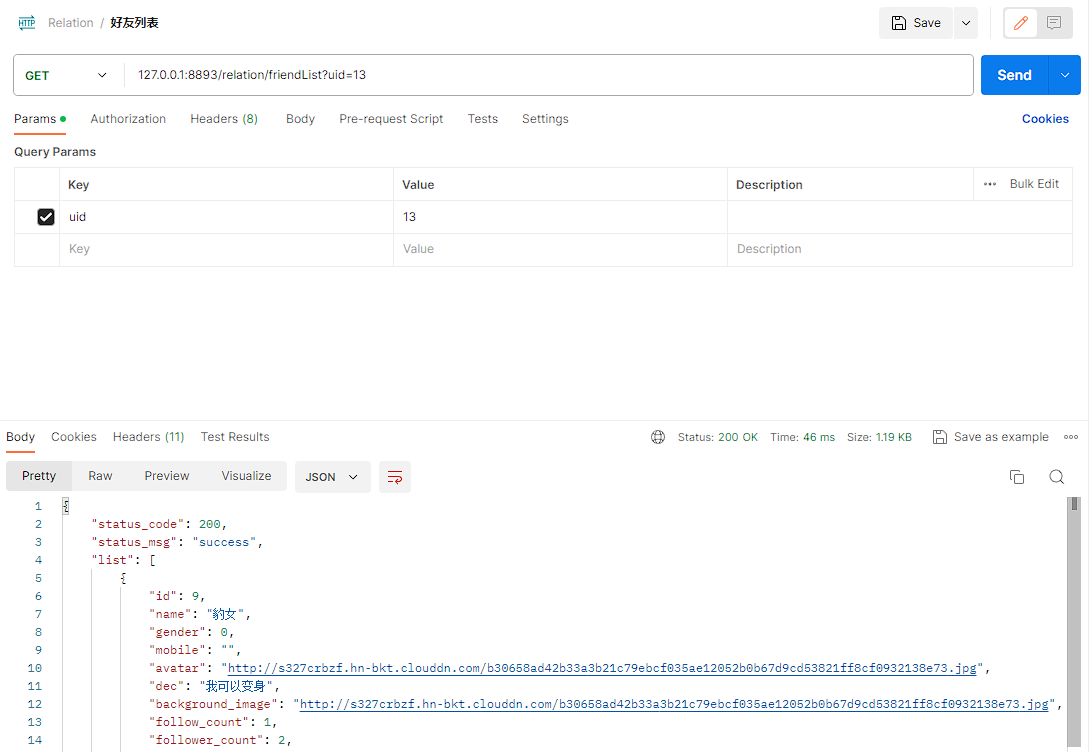 HTTP Relation / 好友列表 Save
GET 127.0.0.1:8893/relation/friendList?uid=13 Send
Params Authorization Headers (8) Body Pre-request Script Tests Settings Cookies
Query Params
Key Value Description ••• Bulk Edit
uid 13
Key Value Description
Body Cookies Headers (11) Test Results Status: 200 OK Time: 46 ms Size: 1.19 KB Save as example
Pretty Raw Preview Visualize JSON
1 {
2 "status_code": 200,
3 "status_msg": "success",
4 "list": [
5 {
6 "id": 9,
7 "name": "豹女",
8 "gender": 0,
9 "mobile": "",
10 "avatar": "http://s327crbzf.hn-bkt.clouddn.com/b30658ad42b33a3b21c79ebcf035ae12052b0b67d9cd53821ff8cf0932138e73.jpg",
11 "dec": "我可以变身",
12 "background_image": "http://s327crbzf.hn-bkt.clouddn.com/b30658ad42b33a3b21c79ebcf035ae12052b0b67d9cd53821ff8cf0932138e73.jpg",
13 "follow_count": 1,
14 "follower_count": 2,